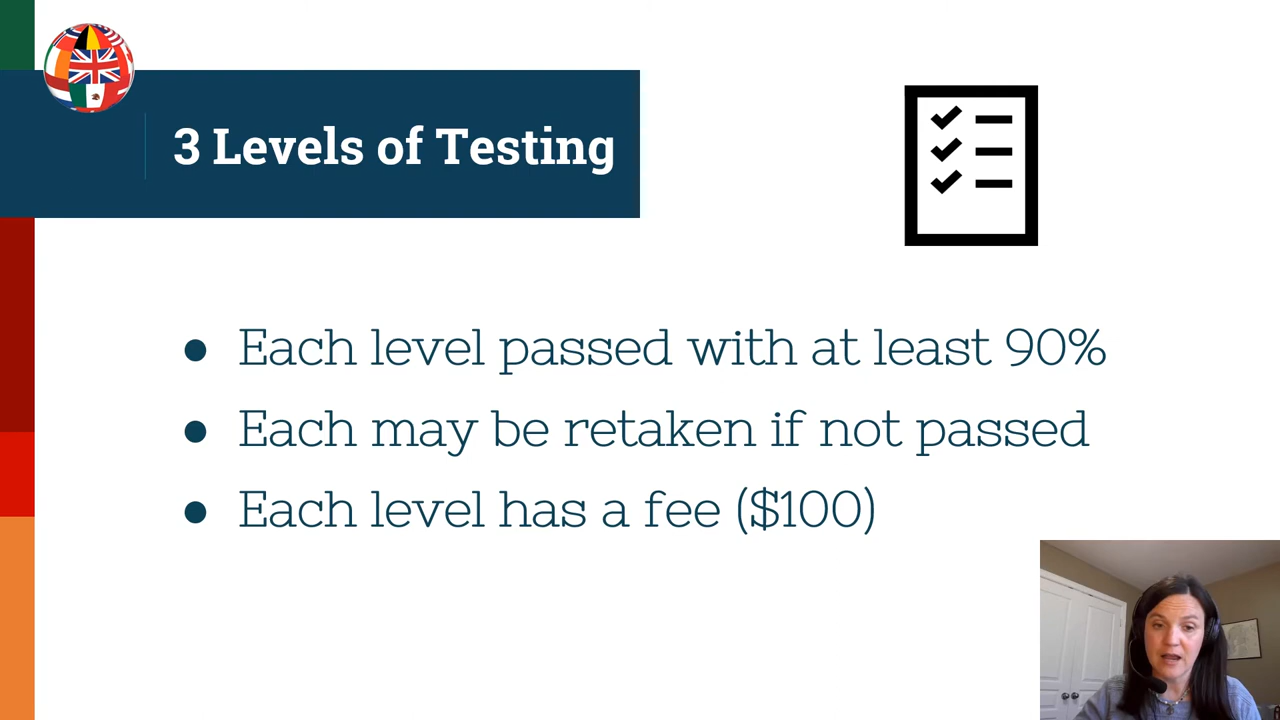 3 Levels of Testing
● Each level passed with at least 90%
● Each may be retaken if not passed
● Each level has a fee ($100)